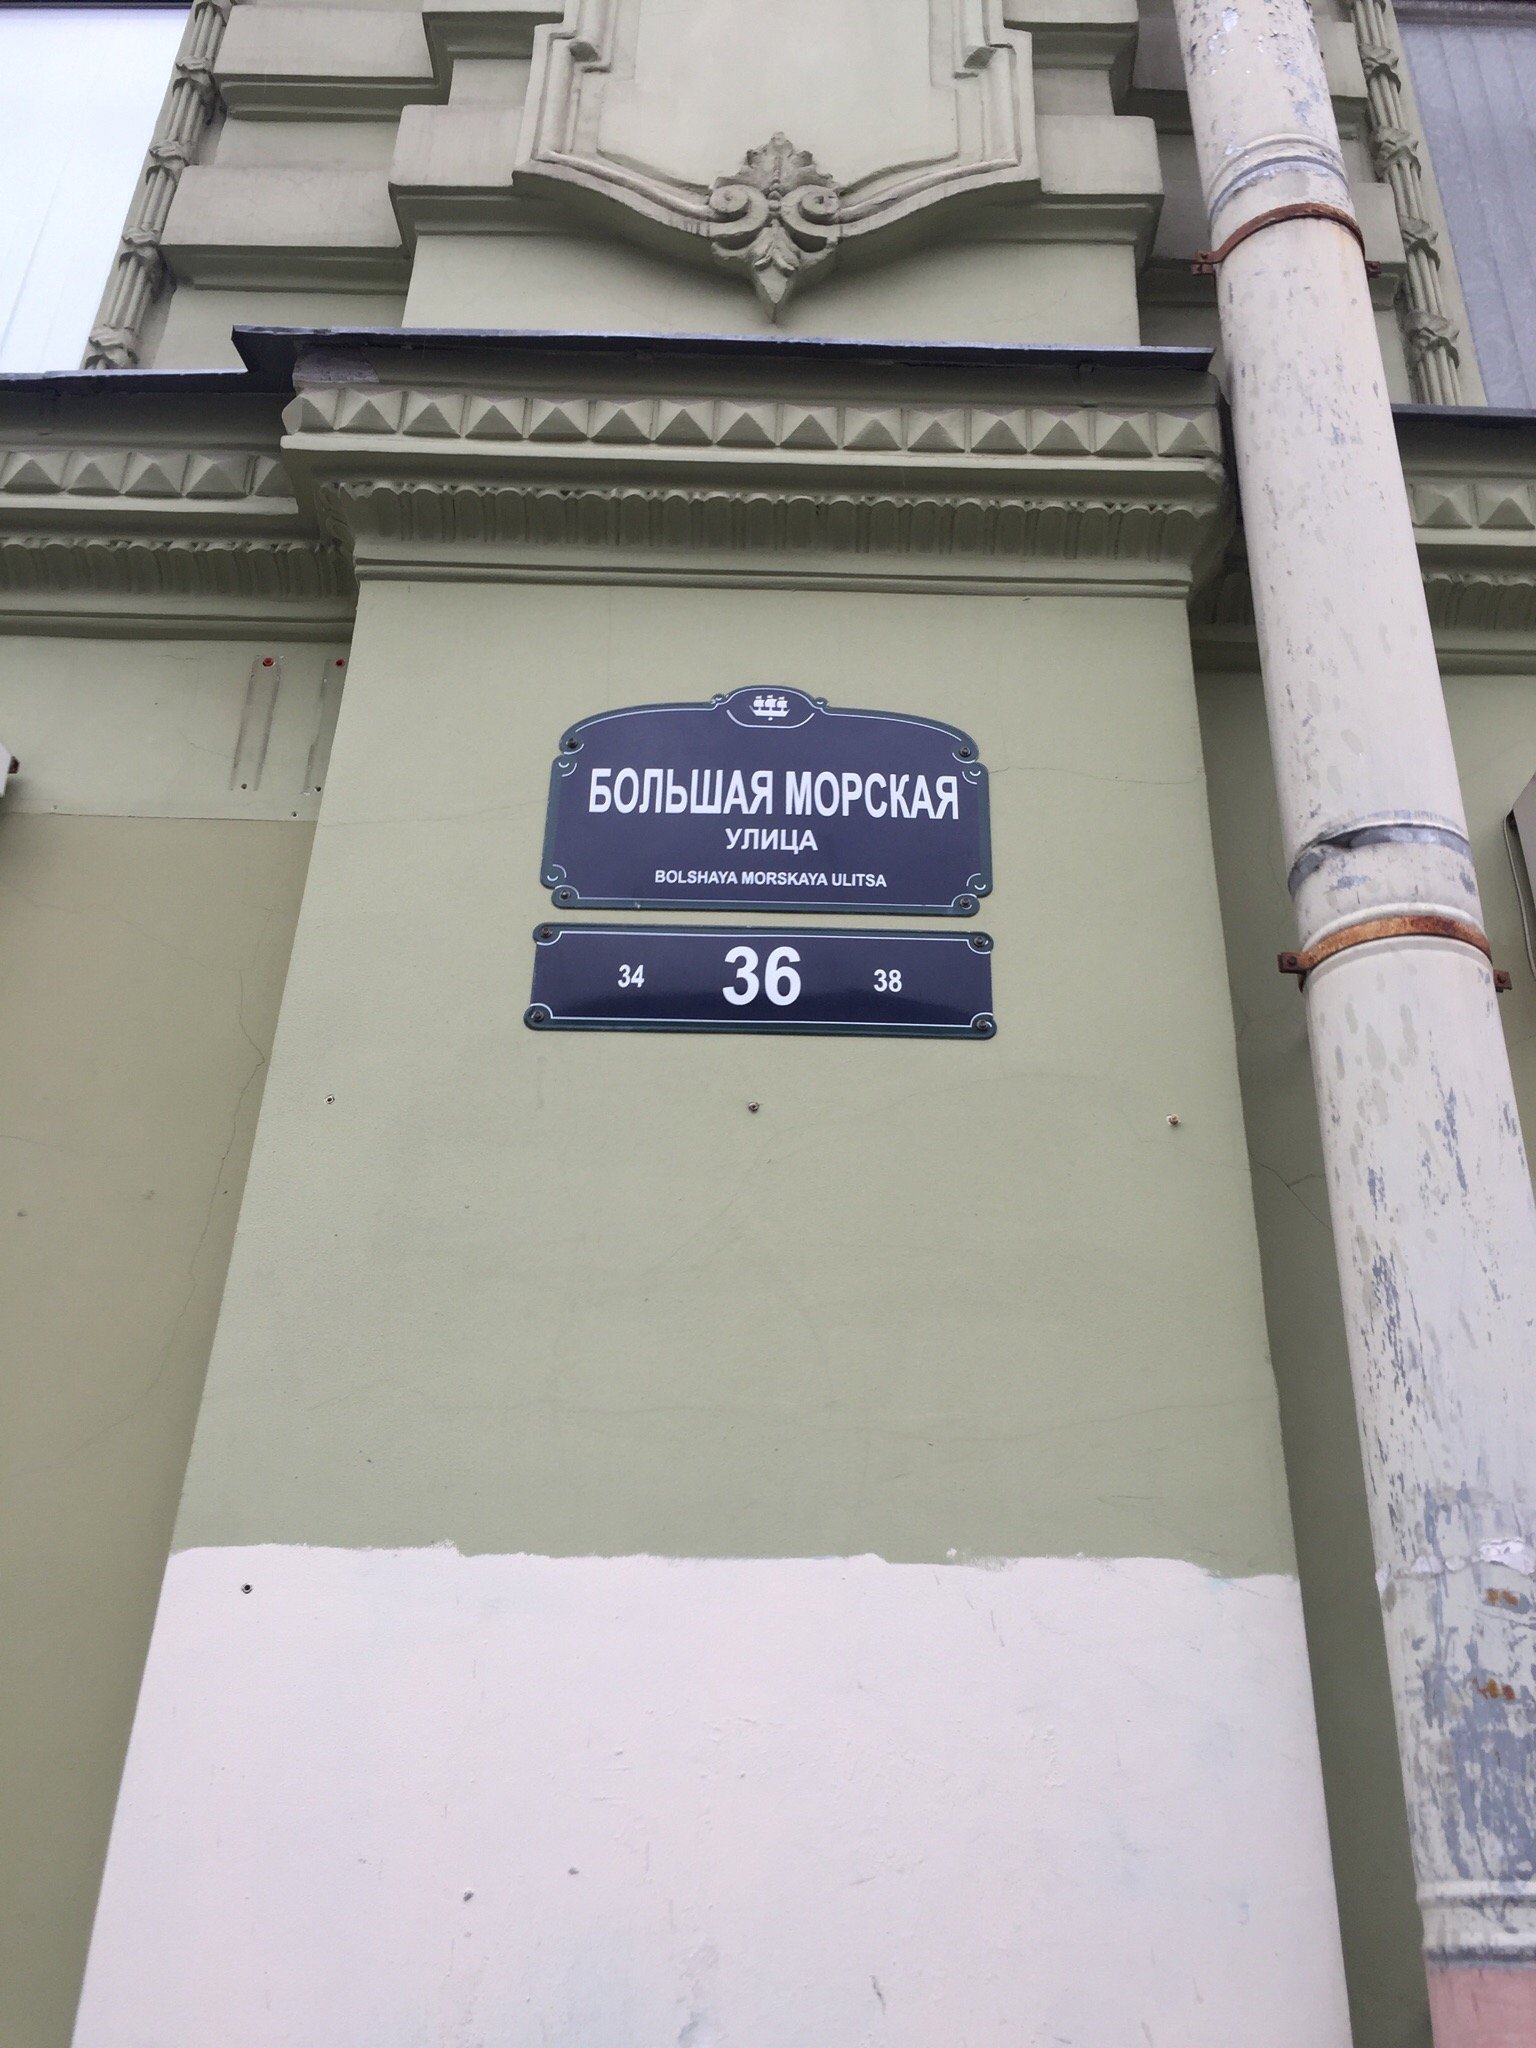 БОЛЬШАЯ МОРСКАЯ
УЛИЦА
BOLSHAYA MORSKAYA ULITSA
34 36 38